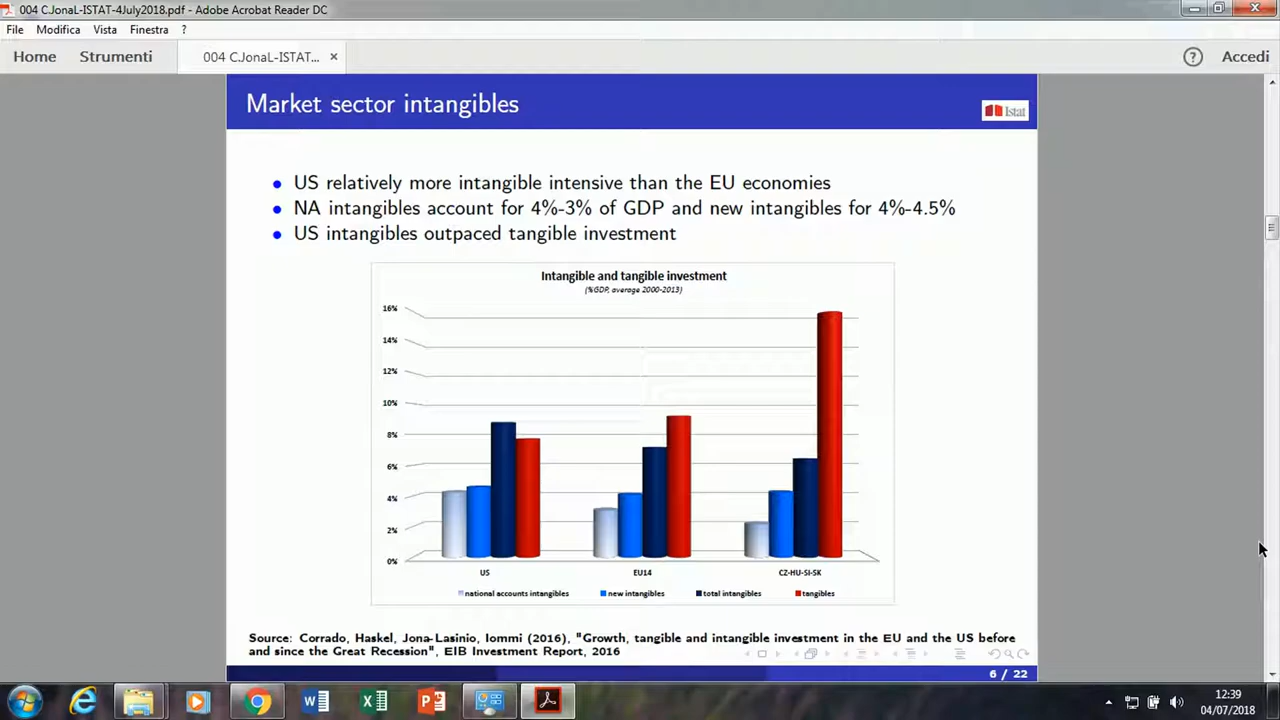 004 CJonaL-ISTAT-4July2018.pdf - Adobe Acrobat Reader DC
File Modifica Vista Finestra ?
Home Strumenti 004 CJonaL-ISTAT... × ? Accedi
Market sector intangibles
Istat
• US relatively more intangible intensive than the EU economies
• NA intangibles account for 4%-3% of GDP and new intangibles for 4%-4.5%
• US intangibles outpaced tangible investment
Intangible and tangible investment
(%GDP, average 2000-2013)
16%
14%
12%
10%
8%
6%
4%
2%
0%
US EU14 CZ-HU-SI-SK
national accounts intangibles new intangibles total intangibles tangibles
Source: Corrado, Haskel, Jona-Lasinio, Iommi (2016), "Growth, tangible and intangible investment in the EU and the US before
and since the Great Recession", EIB Investment Report, 2016
6 / 22
12:39
04/07/2018